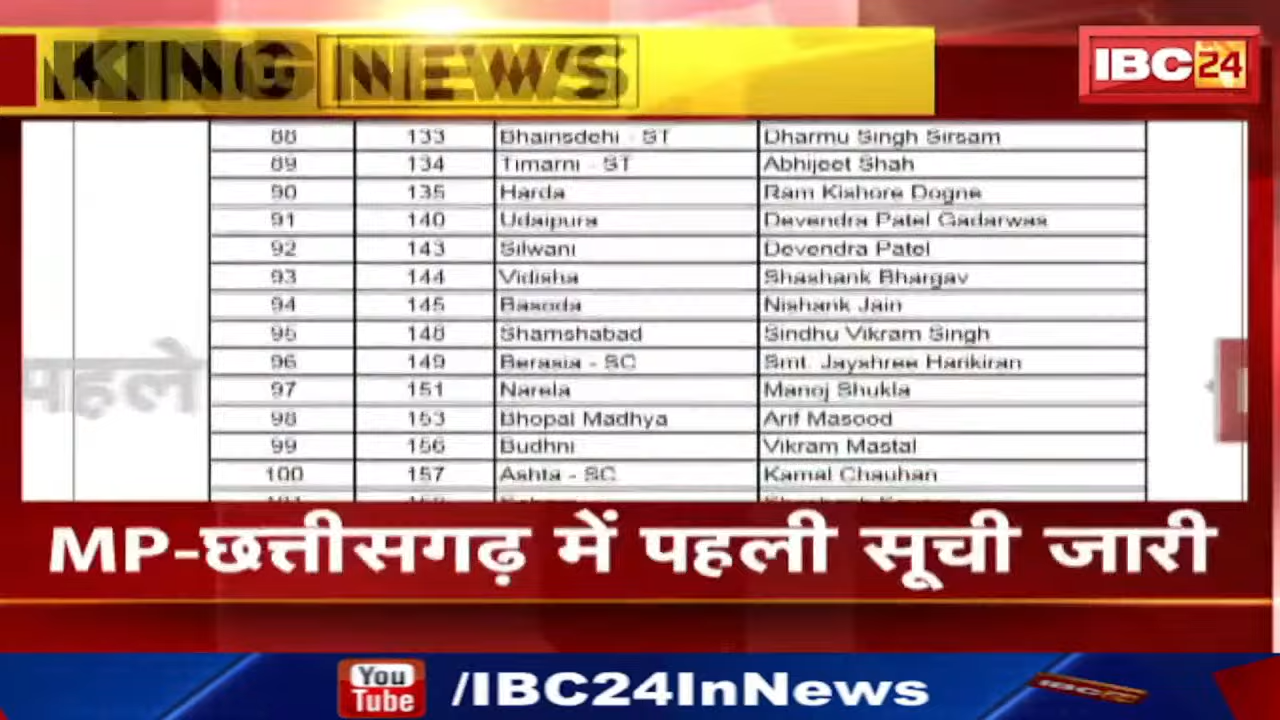 KING NEWS
IBC24
88 133 Bhainsdehi - ST Dharmu Singh Sirsam
89 134 Timarni - ST Abhijeet Shah
90 135 Harda Ram Kishore Dogne
91 140 Udaipura Devendra Patel Gadarwas
92 143 Silwani Devendra Patel
93 144 Vidisha Shashank Bhargav
94 145 Basoda Nishank Jain
95 146 Shamshabad Sindhu Vikram Singh
96 149 Berasia - SC Smt. Jayshree Harikiran
97 151 Narela Manoj Shukla
98 153 Bhopal Madhya Arif Masood
99 156 Budhni Vikram Mastal
100 157 Ashta - SC Kamal Chauhan
पहले
MP-छत्तीसगढ़ में पहली सूची जारी
You Tube /IBC24InNews
IBC24